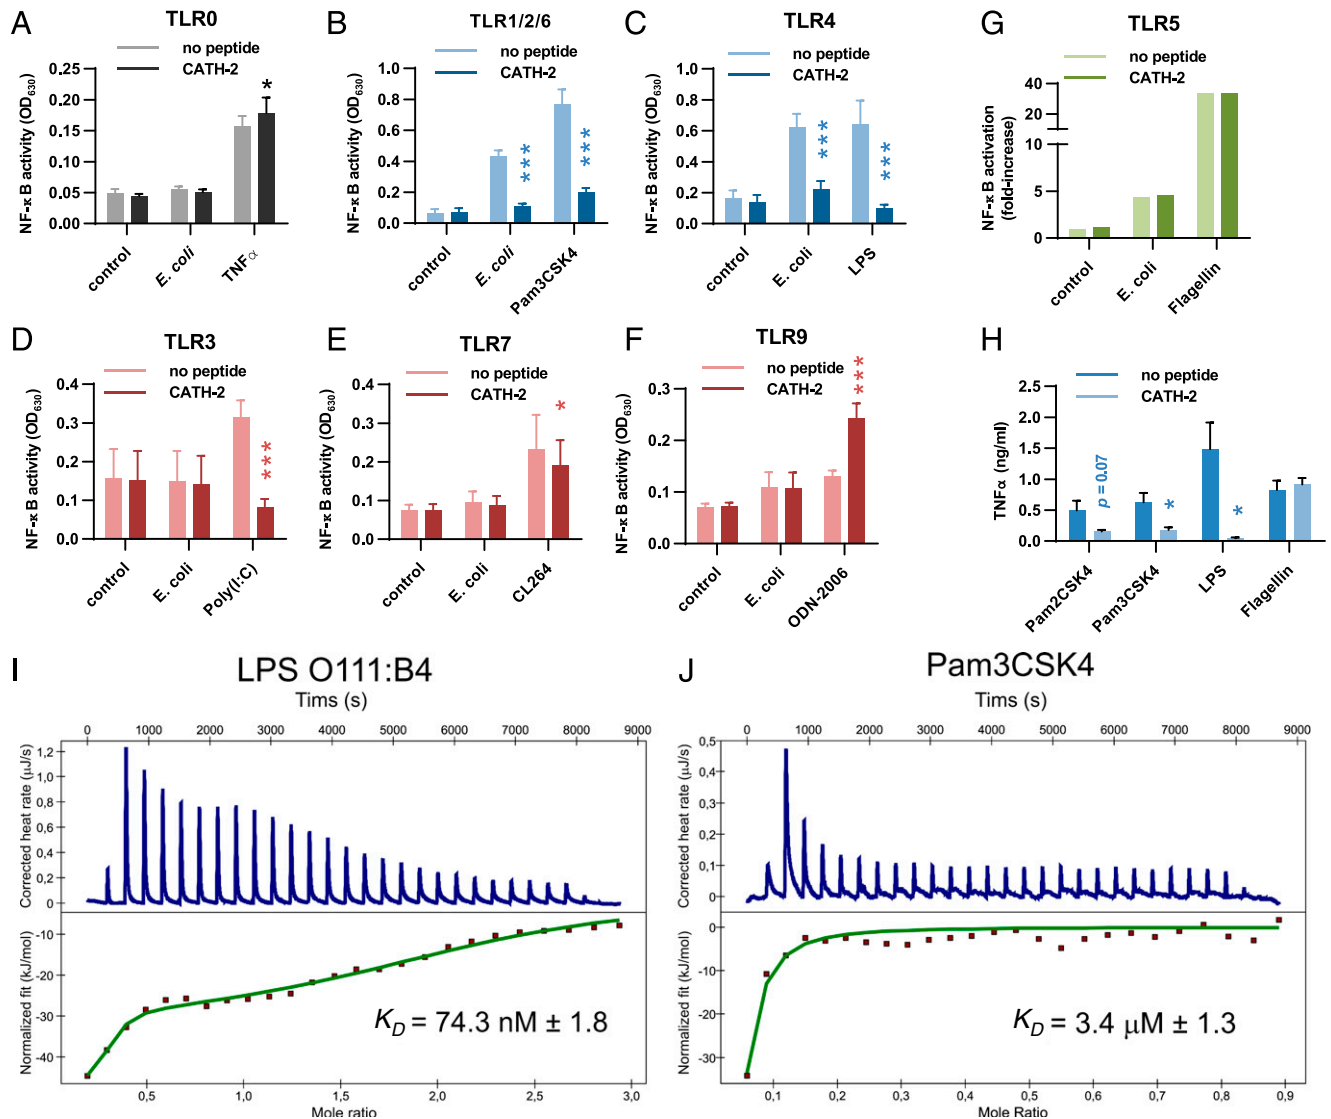 A
TLR0
no peptide
CATH-2
NF-κ B activity (OD630)
0.25
0.20
0.15
0.10
0.05
0.00
*
control
E. coli
TNFα
B
TLR1/2/6
no peptide
CATH-2
NF-κ B activity (OD630)
1.0
0.8
0.6
0.4
0.2
0.0
***
***
control
E. coli
Pam3CSK4
C
TLR4
no peptide
CATH-2
NF-κ B activity (OD630)
1.0
0.8
0.6
0.4
0.2
0.0
***
***
control
E. coli
LPS
G
TLR5
no peptide
CATH-2
NF-κ B activation
(fold-increase)
40
20
10
5
0
control
E. coli
Flagellin
D
TLR3
no peptide
CATH-2
NF-κ B activity (OD630)
0.4
0.3
0.2
0.1
0.0
***
control
E. coli
Poly(I:C)
E
TLR7
no peptide
CATH-2
NF-κ B activity (OD630)
0.4
0.3
0.2
0.1
0.0
*
control
E. coli
CL264
F
TLR9
no peptide
CATH-2
NF-κ B activity (OD630)
0.3
0.2
0.1
0.0
***
control
E. coli
ODN-2006
H
no peptide
CATH-2
TNFα (ng/ml)
2.5
2.0
1.5
1.0
0.5
0.0
p = 0.07
*
*
Pam2CSK4
Pam3CSK4
LPS
Flagellin
I
LPS O111:B4
Tims (s)
0 1000 2000 3000 4000 5000 6000 7000 8000 9000
Corrected heat rate (µJ/s)
1,2
1,0
0,8
0,6
0,4
0,2
0
Normalized fit (kJ/mol)
-10
-20
-30
-40
KD = 74.3 nM ± 1.8
0,5 1,0 1,5 2,0 2,5 3,0
Mole ratio
J
Pam3CSK4
Tims (s)
0 1000 2000 3000 4000 5000 6000 7000 8000 9000
Corrected heat rate (µJ/s)
0,5
0,4
0,3
0,2
0,1
0
Normalized fit (kJ/mol)
0
-10
-20
-30
KD = 3.4 µM ± 1.3
0,1 0,2 0,3 0,4 0,5 0,6 0,7 0,8 0,9
Mole Ratio